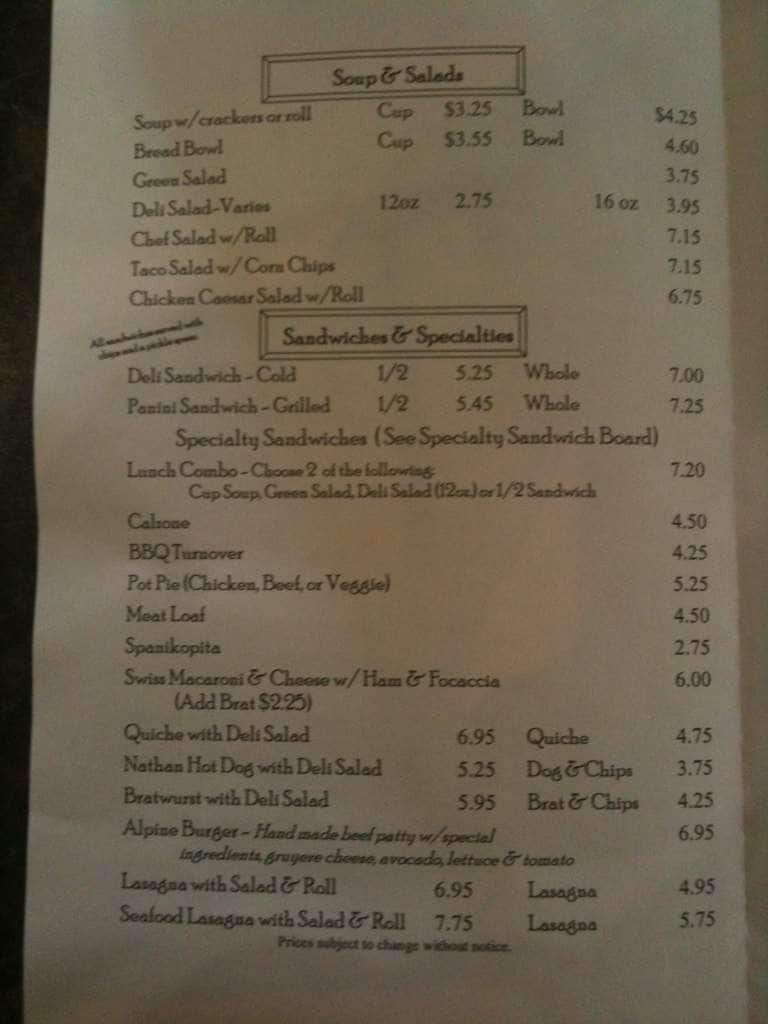 Soup & Salads
Soup w/crackers or roll Cup $3.25 Bowl $4.25
Bread Bowl Cup $3.55 Bowl 4.60
Green Salad 3.75
Deli Salad-Varies 12oz 2.75 16 oz 3.95
Chef Salad w/Roll 7.15
Taco Salad w/ Corn Chips 7.15
Chicken Caesar Salad w/Roll 6.75
All sandwiches served with
chips and a pickle spear.
Sandwiches & Specialties
Deli Sandwich - Cold 1/2 5.25 Whole 7.00
Panini Sandwich - Grilled 1/2 5.45 Whole 7.25
Specialty Sandwiches (See Specialty Sandwich Board)
Lunch Combo - Choose 2 of the following: 7.20
Cup Soup, Green Salad, Deli Salad (12oz.) or 1/2 Sandwich
Calzone 4.50
BBQ Turnover 4.25
Pot Pie (Chicken, Beef, or Veggie) 5.25
Meat Loaf 4.50
Spanikopita 2.75
Swiss Macaroni & Cheese w/ Ham & Focaccia 6.00
(Add Brat $2.25)
Quiche with Deli Salad 6.95 Quiche 4.75
Nathan Hot Dog with Deli Salad 5.25 Dog & Chips 3.75
Bratwurst with Deli Salad 5.95 Brat & Chips 4.25
Alpine Burger - Hand made beef patty w/special 6.95
ingredients, gruyere cheese, avocado, lettuce & tomato
Lasagna with Salad & Roll 6.95 Lasagna 4.95
Seafood Lasagna with Salad & Roll 7.75 Lasagna 5.75
Prices subject to change without notice.